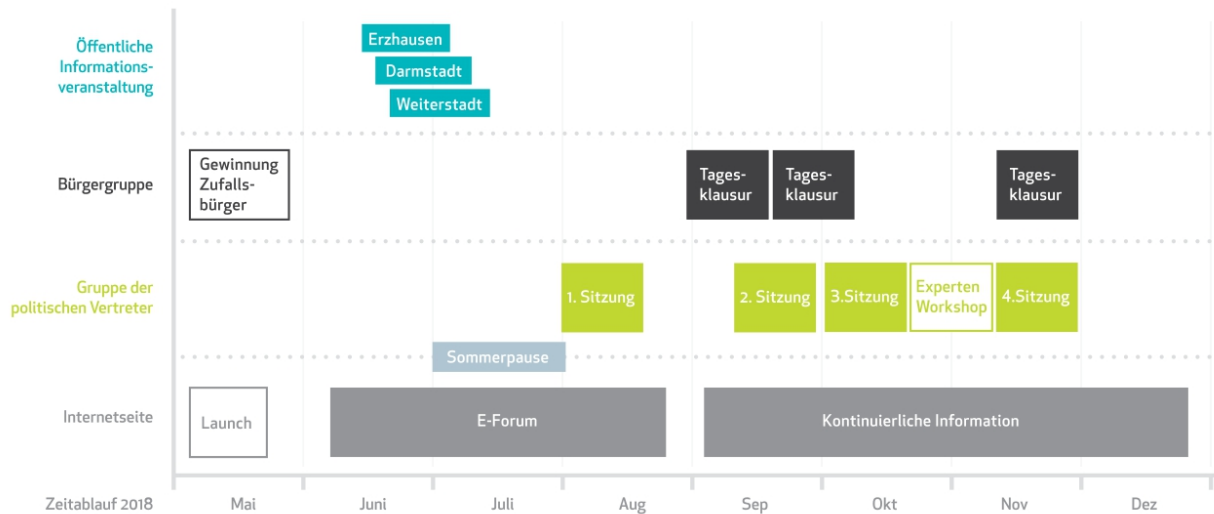 Öffentliche
Informations-
veranstaltung
Erzhausen
Darmstadt
Weiterstadt
Bürgergruppe
Gewinnung
Zufalls-
bürger
Tages-
klausur
Tages-
klausur
Tages-
klausur
Gruppe der
politischen Vertreter
1. Sitzung
2. Sitzung
3.Sitzung
Experten
Workshop
4.Sitzung
Sommerpause
Internetseite
Launch
E-Forum
Kontinuierliche Information
Zeitablauf 2018
Mai
Juni
Juli
Aug
Sep
Okt
Nov
Dez